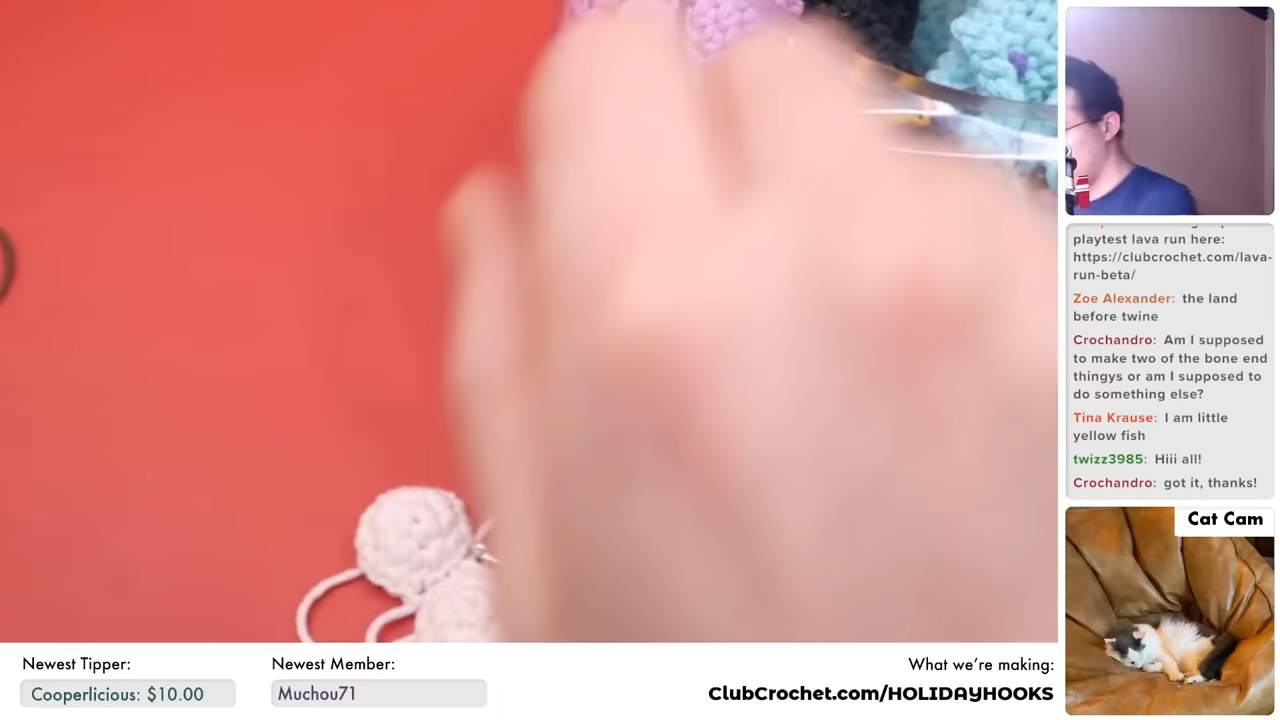 playtest lava run here:
https://clubcrochet.com/lava-
run-beta/
Zoe Alexander: the land
before twine
Crochandro: Am I supposed
to make two of the bone end
thingys or am I supposed to
do something else?
Tina Krause: I am little
yellow fish
twizz3985: Hiii all!
Crochandro: got it, thanks!
Cat Cam
Newest Tipper:
Cooperlicious: $10.00
Newest Member:
Muchou71
What we're making:
ClubCrochet.com/HOLIDAYHOOKS